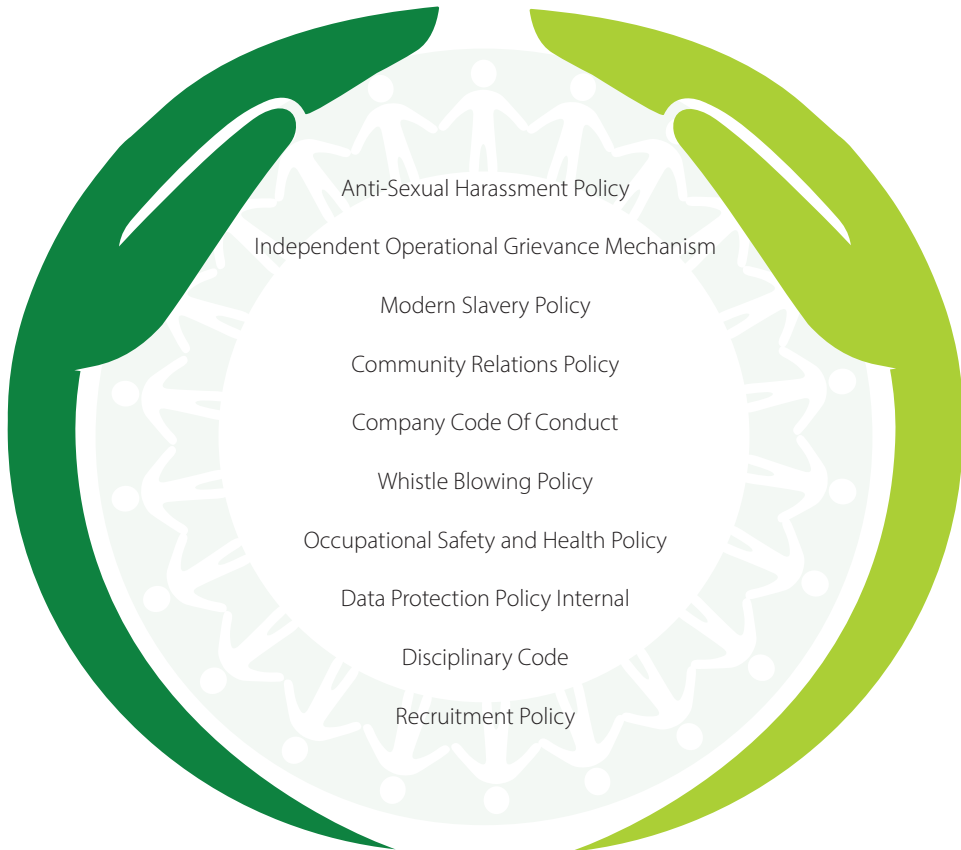 Anti-Sexual Harassment Policy
Independent Operational Grievance Mechanism
Modern Slavery Policy
Community Relations Policy
Company Code Of Conduct
Whistle Blowing Policy
Occupational Safety and Health Policy
Data Protection Policy Internal
Disciplinary Code
Recruitment Policy